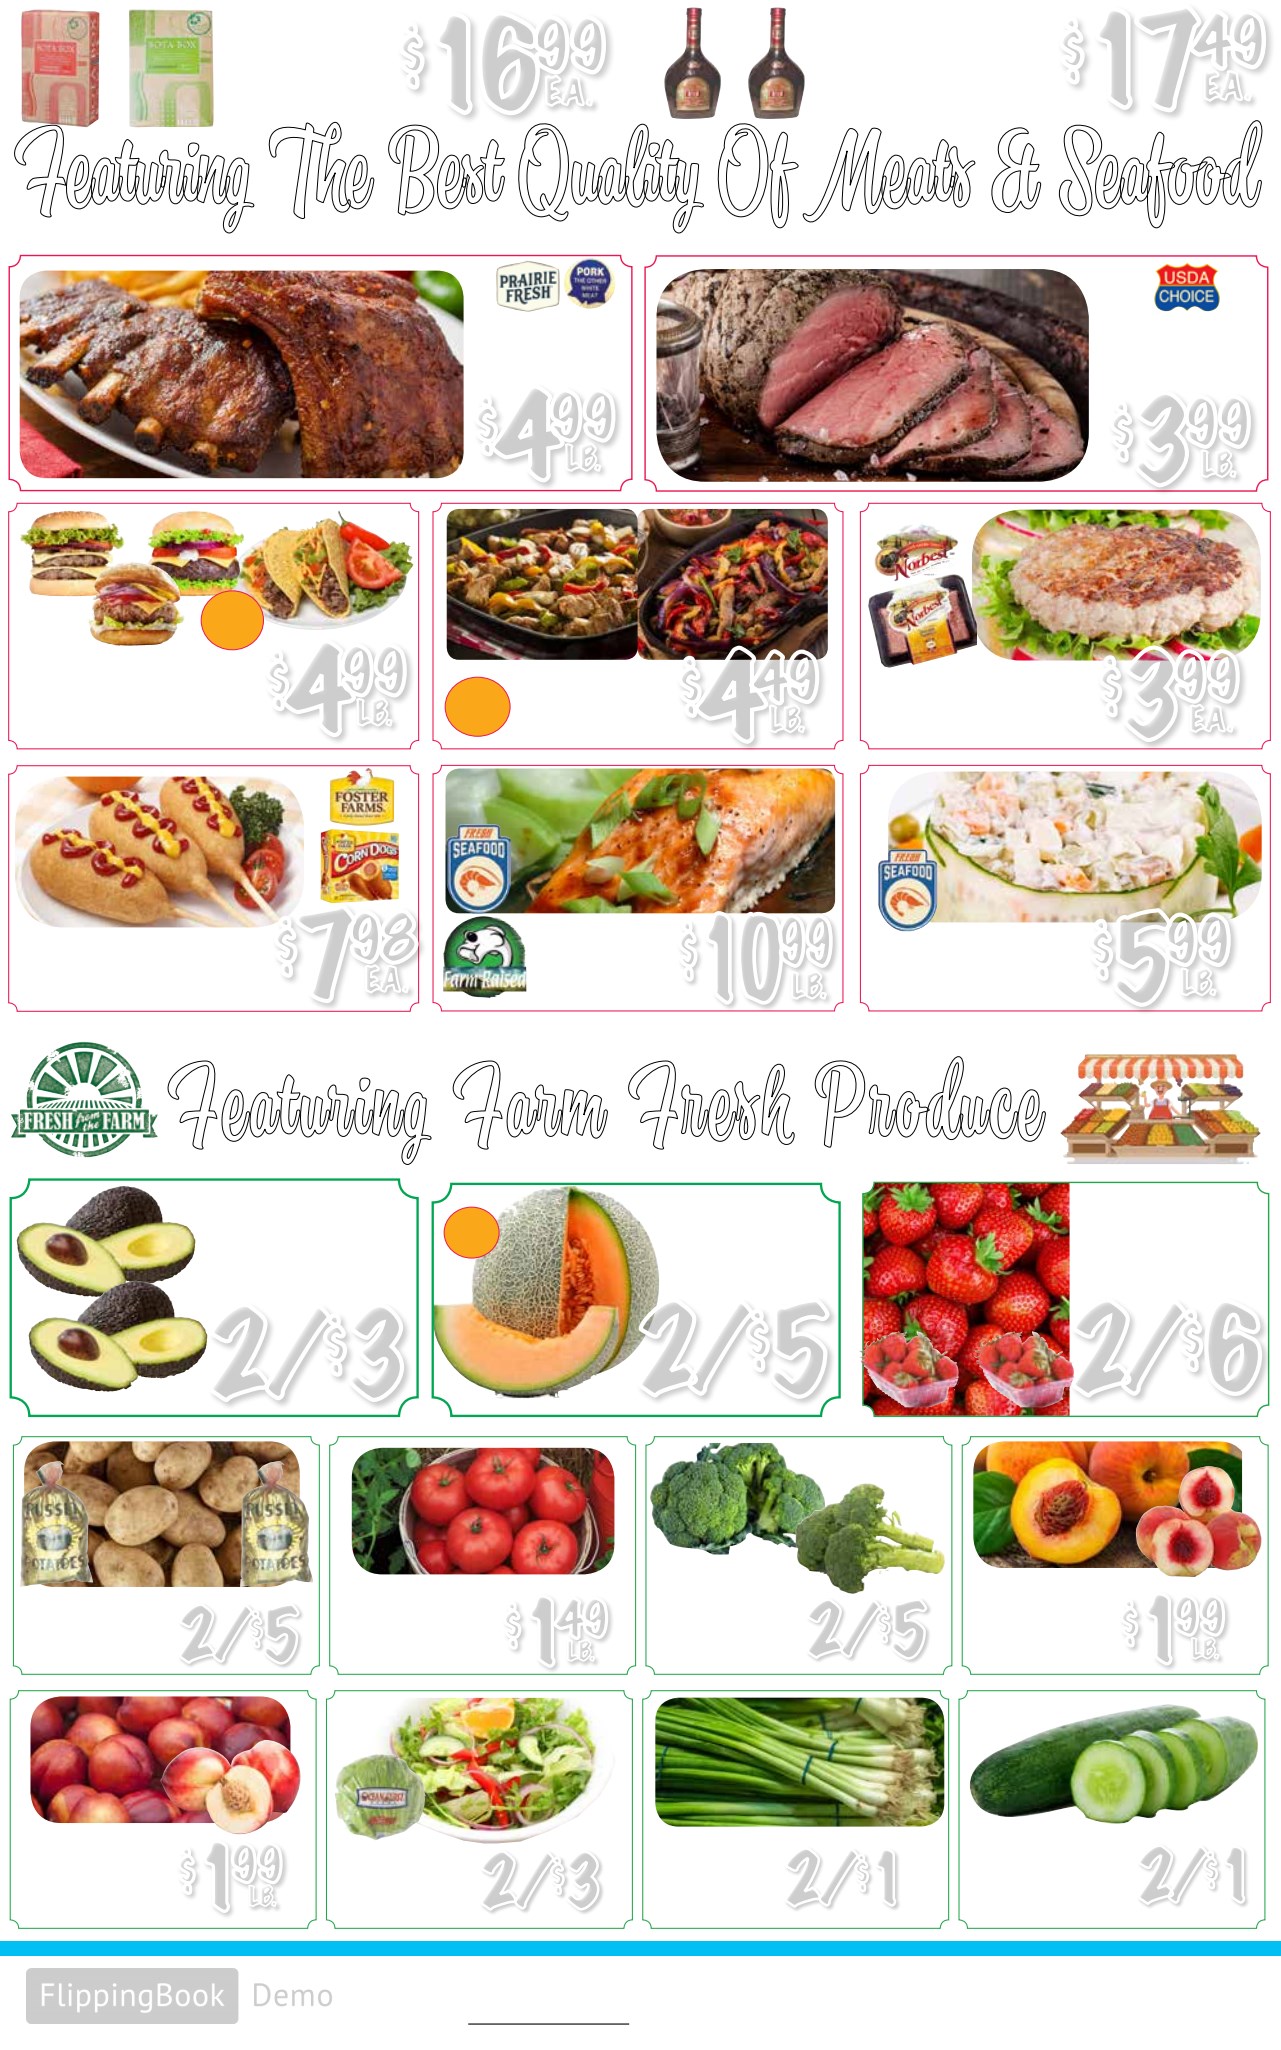 BOTA BOX
BOTA BOX
$16.99 EA.
$17.49 EA.
Featuring The Best Quality Of Meats & Seafood
PRAIRIE FRESH
PORK THE OTHER WHITE MEAT
$4.99 LB.
USDA CHOICE
$3.99 LB.
$4.99 LB.
$4.49 LB.
Norbest
Norbest
$3.99 EA.
FOSTER FARMS
CORN DOGS
$7.98 EA.
FRESH SEAFOOD
Farm Raised
$10.99 LB.
FRESH SEAFOOD
$5.99 LB.
FRESH from the FARM
Featuring Farm Fresh Produce
2/$3
2/$5
2/$6
RUSSET POTATOES
RUSSET POTATOES
2/$5
$1.49 LB.
2/$5
$1.99 LB.
$1.99 LB.
2/$3
2/$1
2/$1
FlippingBook Demo